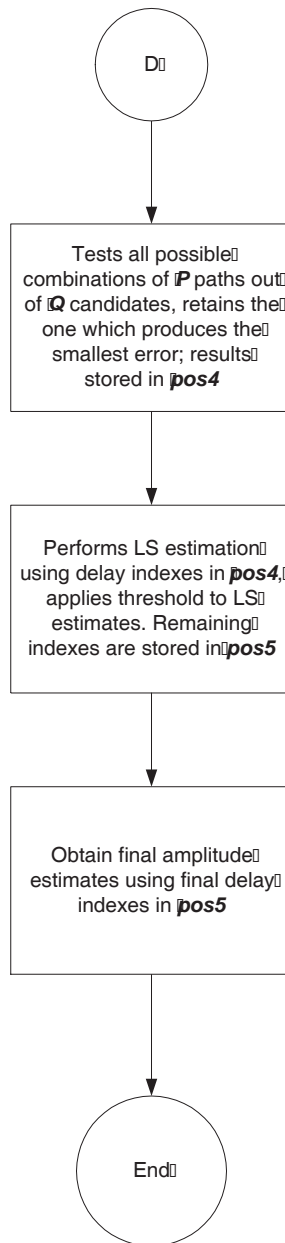 D
Tests all possible
combinations of P paths out
of Q candidates, retains the
one which produces the
smallest error; results
stored in pos4
Performs LS estimation
using delay indexes in pos4,
applies threshold to LS
estimates. Remaining
indexes are stored in pos5
Obtain final amplitude
estimates using final delay
indexes in pos5
End